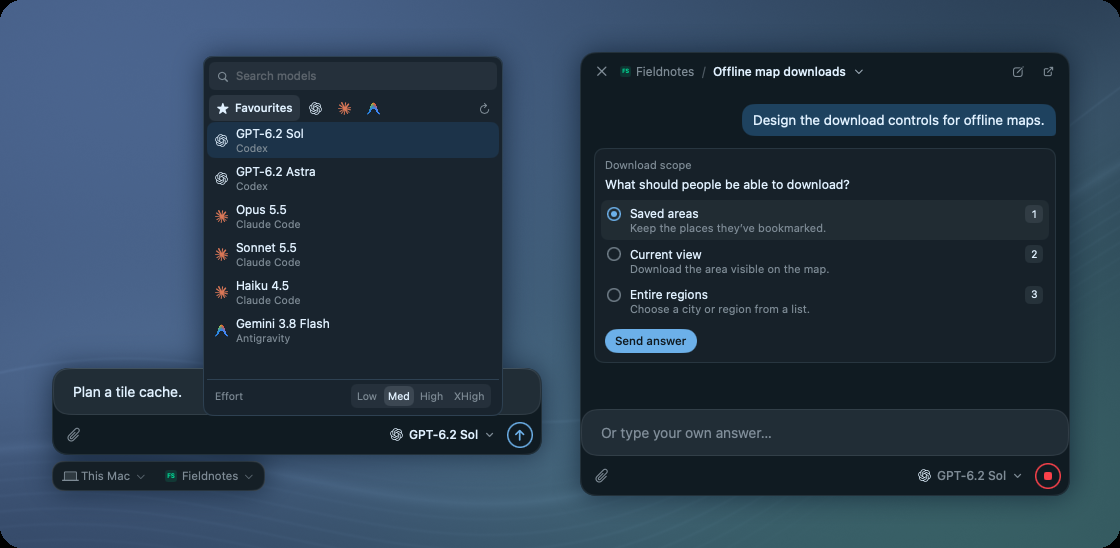 Search models
Favourites
GPT-6.2 Sol
Codex
GPT-6.2 Astra
Codex
Opus 5.5
Claude Code
Sonnet 5.5
Claude Code
Haiku 4.5
Claude Code
Gemini 3.8 Flash
Antigravity
Effort Low Med High XHigh
Plan a tile cache.
GPT-6.2 Sol
This Mac FS Fieldnotes
FS Fieldnotes / Offline map downloads
Design the download controls for offline maps.
Download scope
What should people be able to download?
Saved areas 1
Keep the places they've bookmarked.
Current view 2
Download the area visible on the map.
Entire regions 3
Choose a city or region from a list.
Send answer
Or type your own answer...
GPT-6.2 Sol